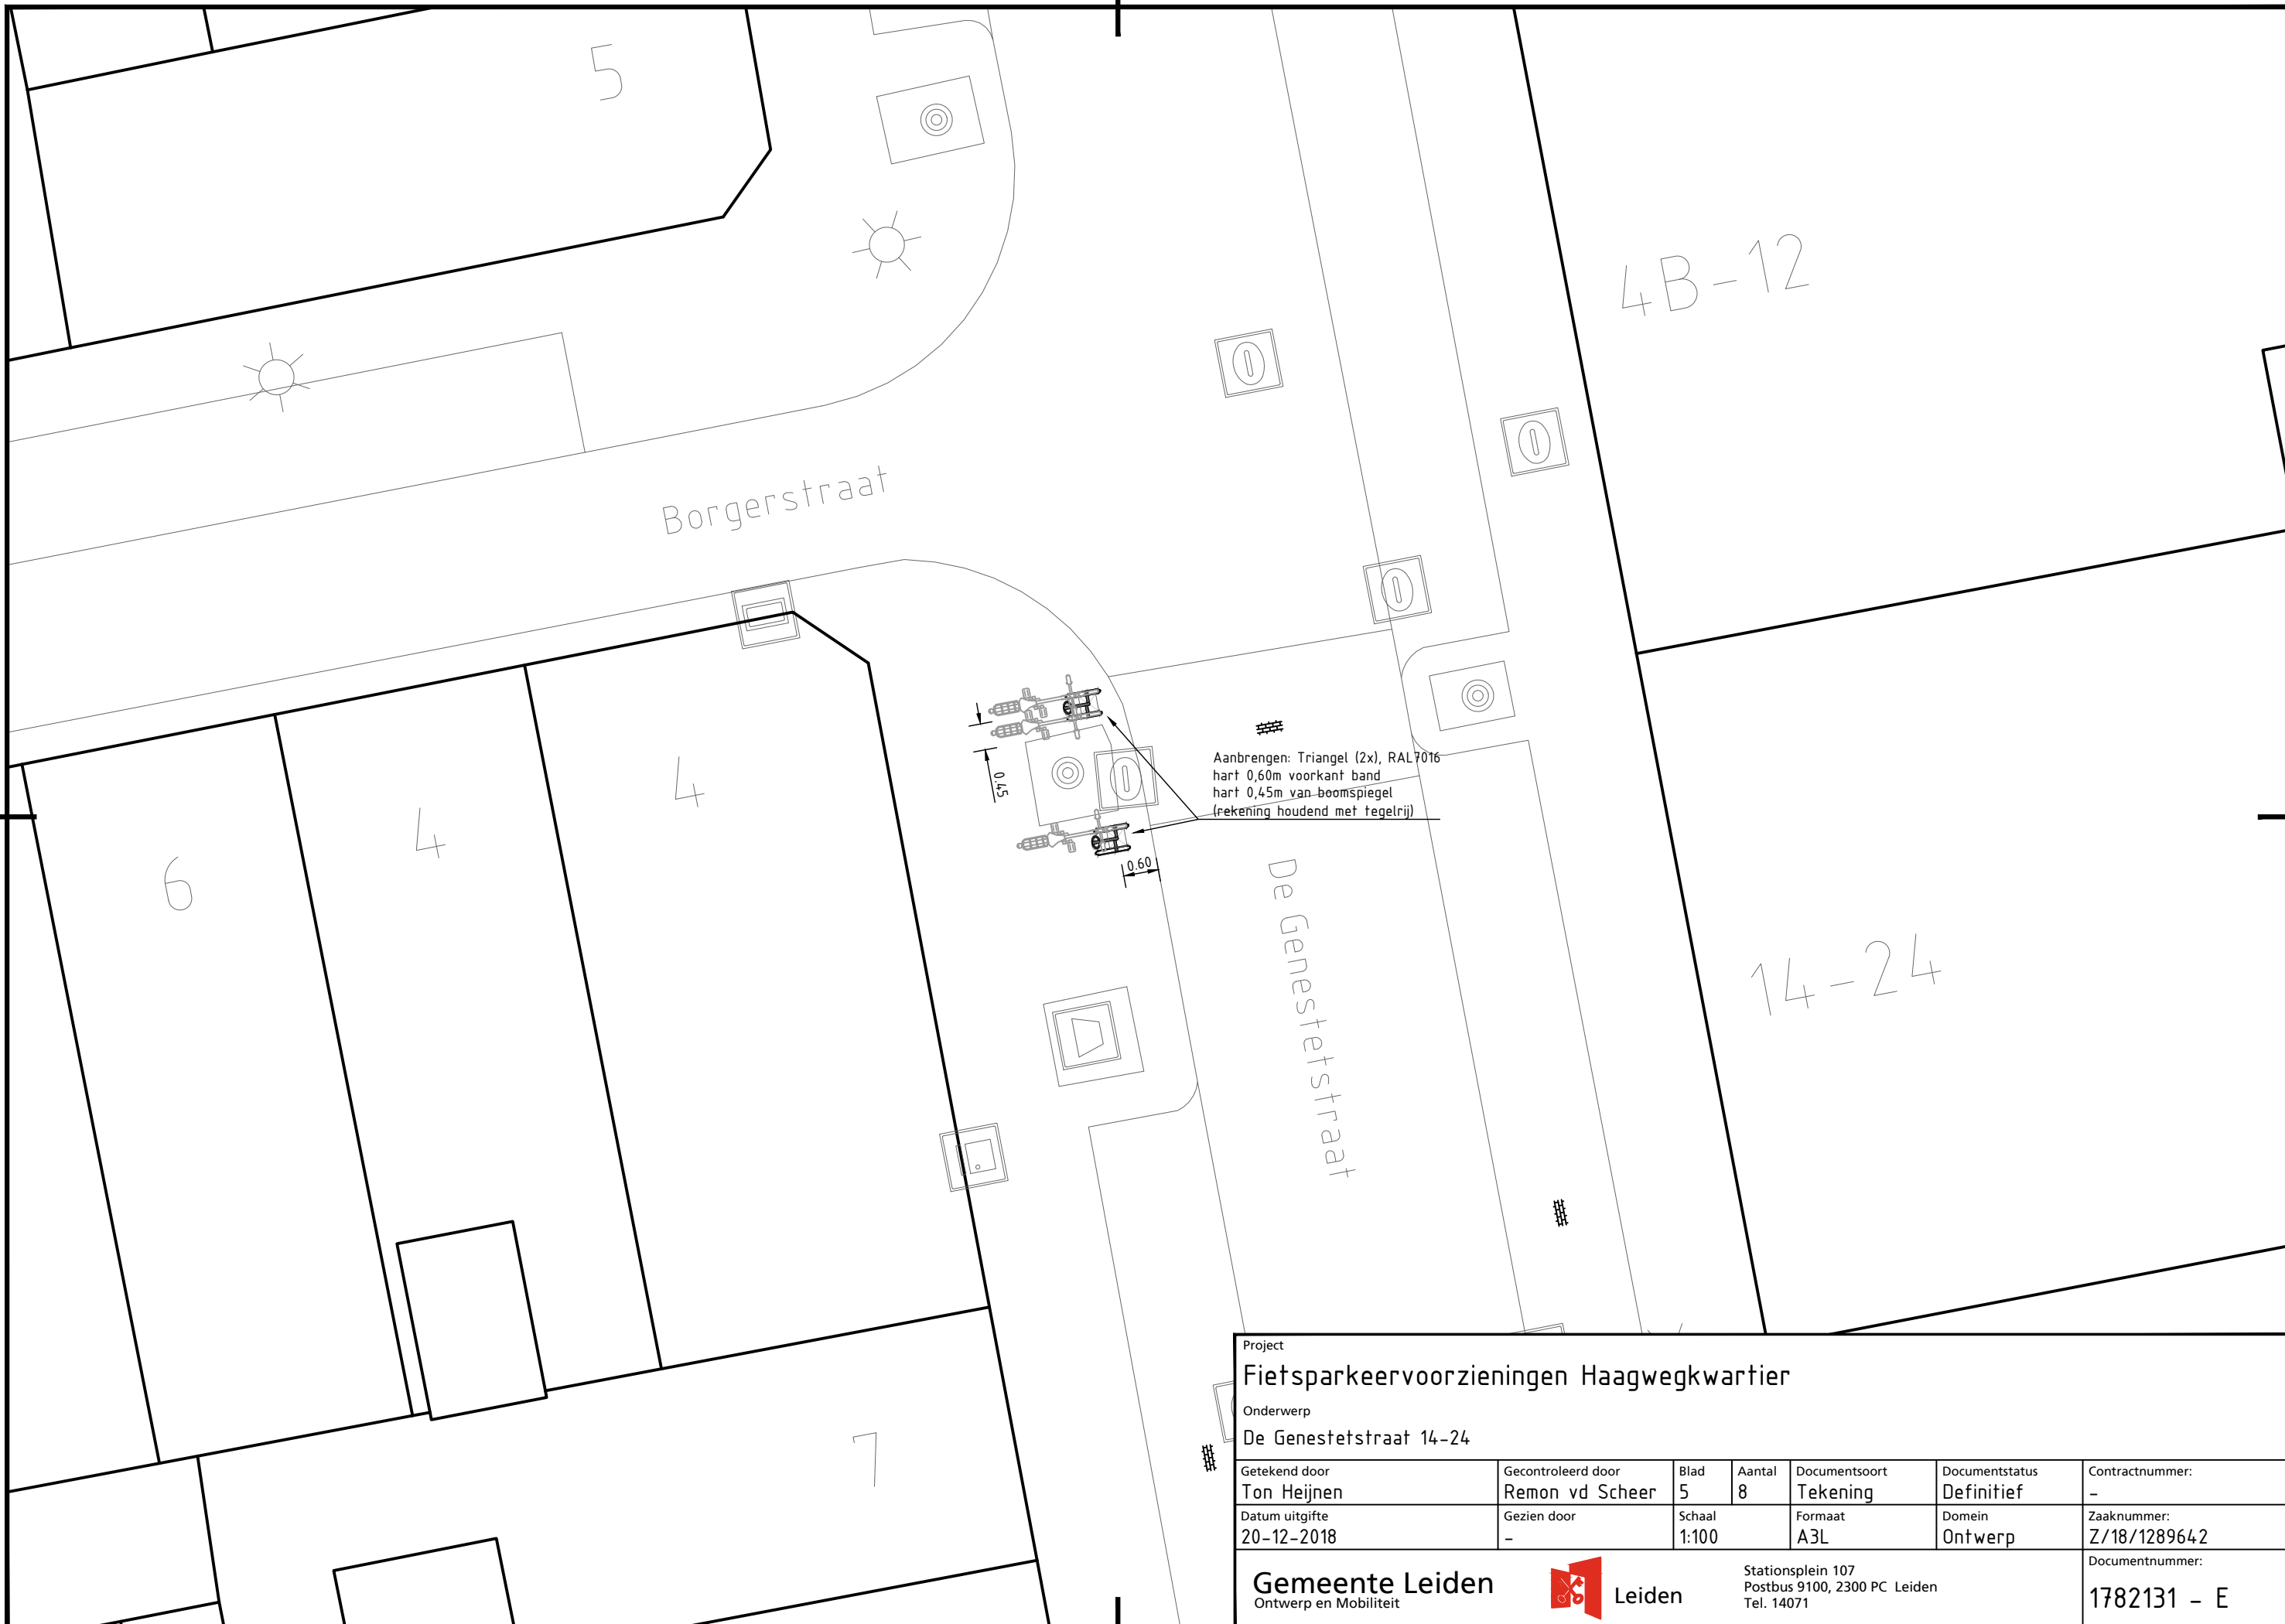 5
4B-12
Borgerstraat
4
4
6
0.45
Aanbrengen: Triangel (2x), RAL7016
hart 0,60m voorkant band
hart 0,45m van boomspiegel
(rekening houdend met tegelrij)
0.60
De Genestetstraat
14-24
7
Project
Fietsparkeervoorzieningen Haagwegkwartier
Onderwerp
De Genestetstraat 14-24
Getekend door Gecontroleerd door Blad Aantal Documentsoort Documentstatus Contractnummer:
Ton Heijnen Remon vd Scheer 5 8 Tekening Definitief -
Datum uitgifte Gezien door Schaal Formaat Domein Zaaknummer:
20-12-2018 - 1:100 A3L Ontwerp Z/18/1289642
Gemeente Leiden
Ontwerp en Mobiliteit
Leiden
Stationsplein 107
Postbus 9100, 2300 PC Leiden
Tel. 14071
Documentnummer:
1782131 - E